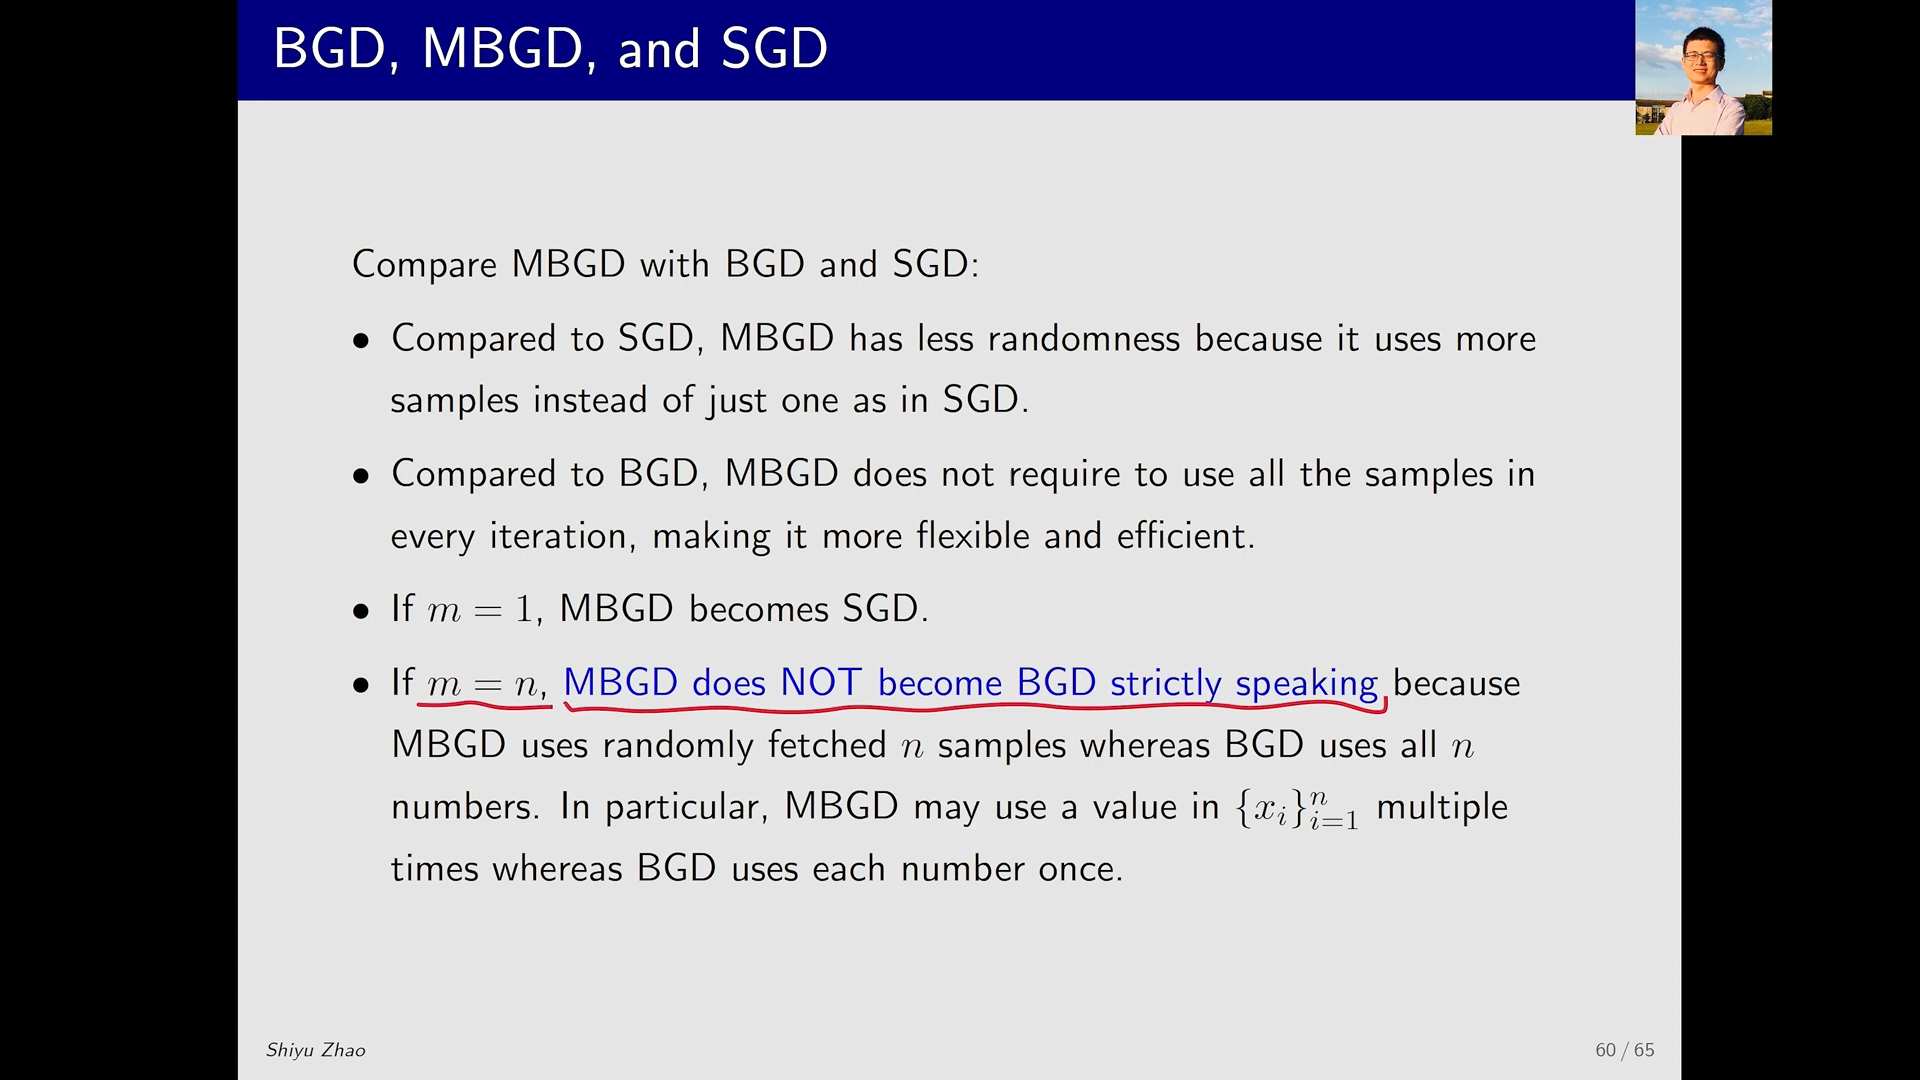 BGD, MBGD, and SGD
Compare MBGD with BGD and SGD:
• Compared to SGD, MBGD has less randomness because it uses more
samples instead of just one as in SGD.
• Compared to BGD, MBGD does not require to use all the samples in
every iteration, making it more flexible and efficient.
• If m = 1, MBGD becomes SGD.
• If m = n, MBGD does NOT become BGD strictly speaking because
MBGD uses randomly fetched n samples whereas BGD uses all n
numbers. In particular, MBGD may use a value in {x_i}_{i=1}^n multiple
times whereas BGD uses each number once.
Shiyu Zhao
60 / 65